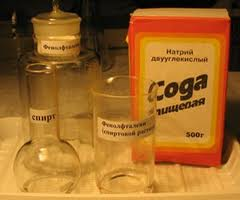 Фенолфталеин
спирт
Фенолфталеин
(спиртовой раствор
Натрий
двууглекислый
Сода
пищевая
500г